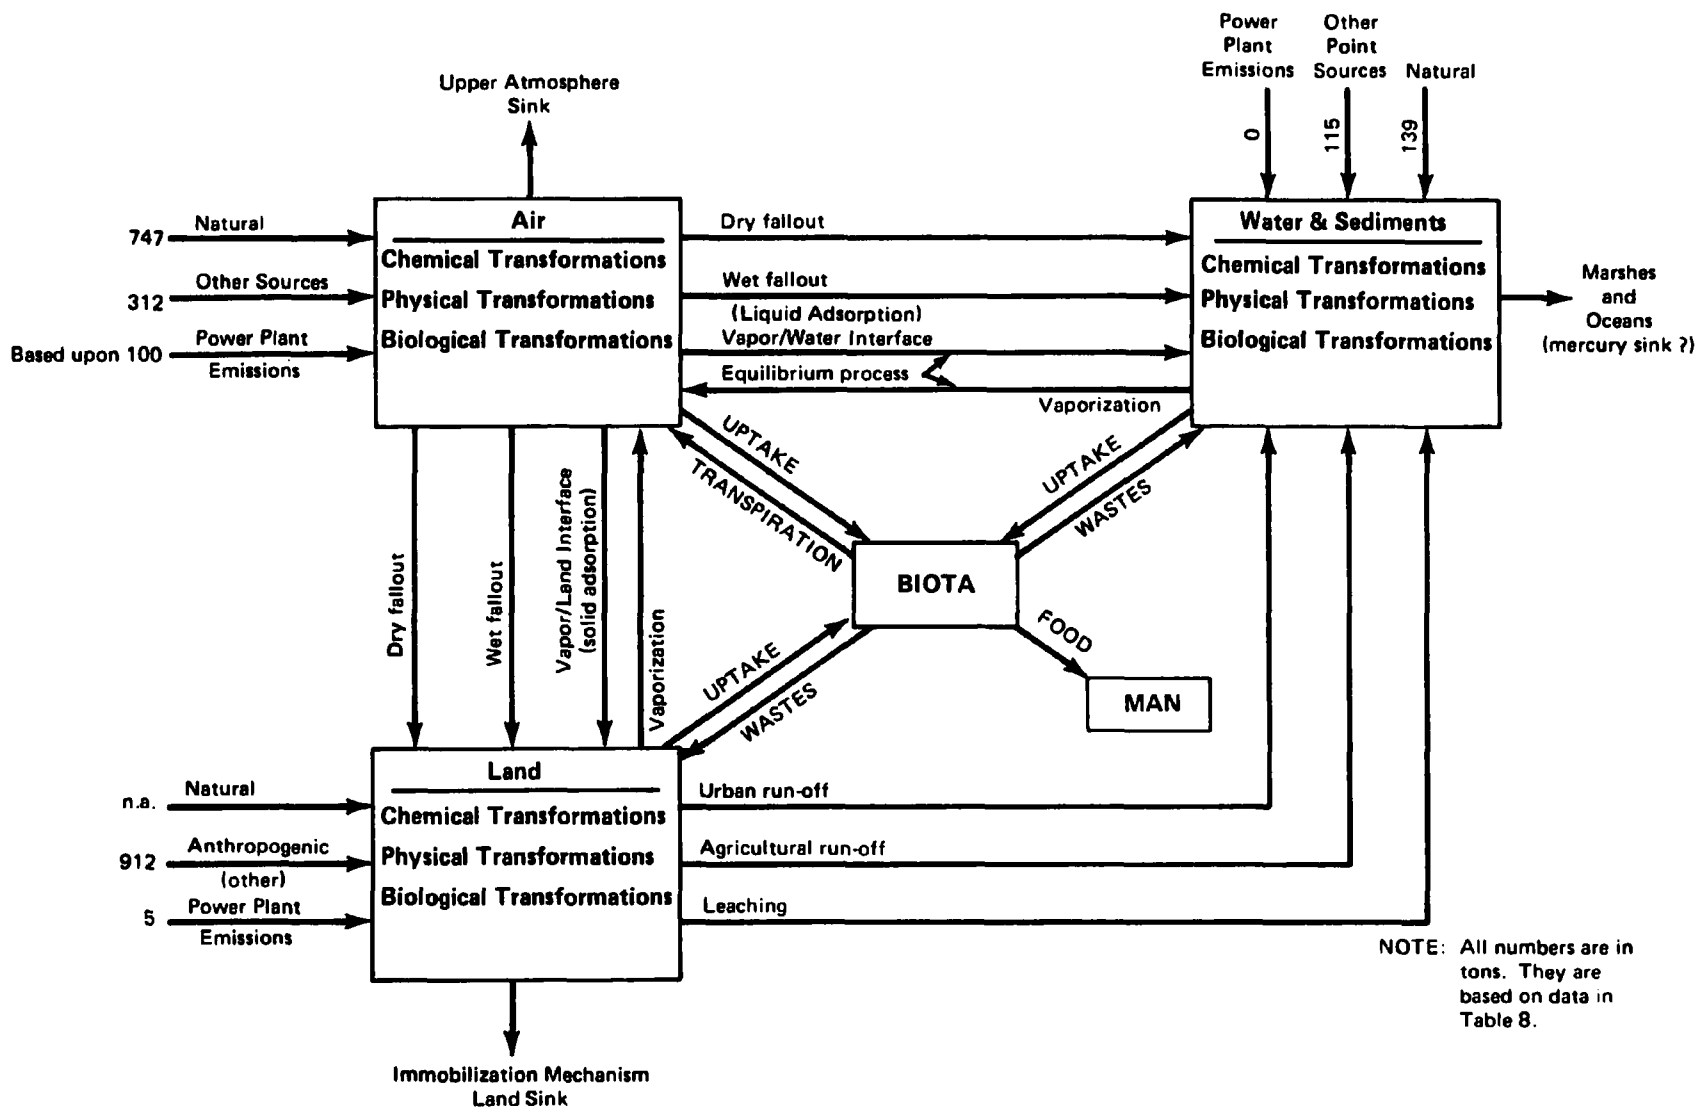 Power
Plant
Emissions
Other
Point
Sources
Natural
0
115
139
Upper Atmosphere
Sink
747
Natural
312
Other Sources
Based upon 100
Power Plant
Emissions
Air
Chemical Transformations
Physical Transformations
Biological Transformations
Dry fallout
Wet fallout
(Liquid Adsorption)
Vapor/Water Interface
Equilibrium process
Vaporization
Water & Sediments
Chemical Transformations
Physical Transformations
Biological Transformations
Marshes
and
Oceans
(mercury sink ?)
UPTAKE
TRANSPIRATION
UPTAKE
WASTES
Dry fallout
Wet fallout
Vapor/Land Interface
(solid adsorption)
Vaporization
BIOTA
FOOD
MAN
UPTAKE
WASTES
n.a.
Natural
912
Anthropogenic
(other)
5
Power Plant
Emissions
Land
Chemical Transformations
Physical Transformations
Biological Transformations
Urban run-off
Agricultural run-off
Leaching
NOTE: All numbers are in
tons. They are
based on data in
Table 8.
Immobilization Mechanism
Land Sink